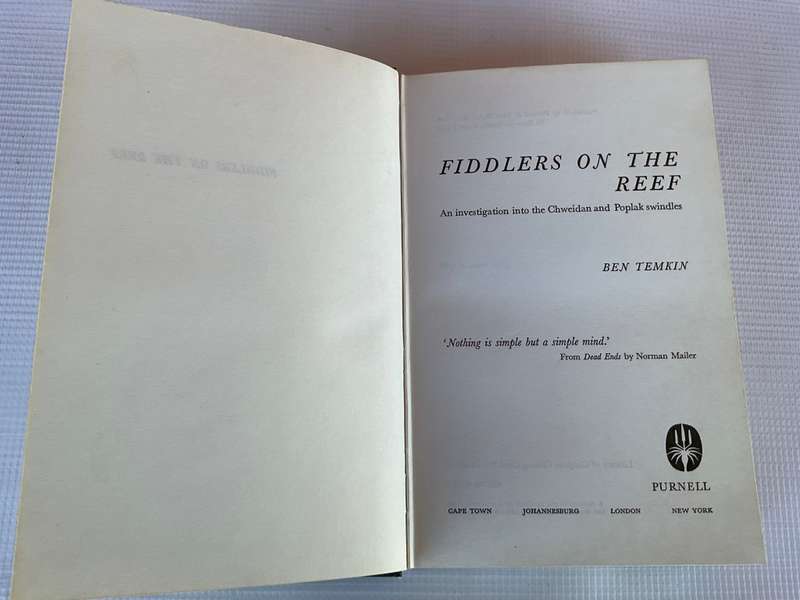 FIDDLERS ON THE
REEF
An investigation into the Chweidan and Poplak swindles
BEN TEMKIN
‘Nothing is simple but a simple mind.’
From Dead Ends by Norman Mailer
PURNELL
CAPE TOWN JOHANNESBURG LONDON NEW YORK